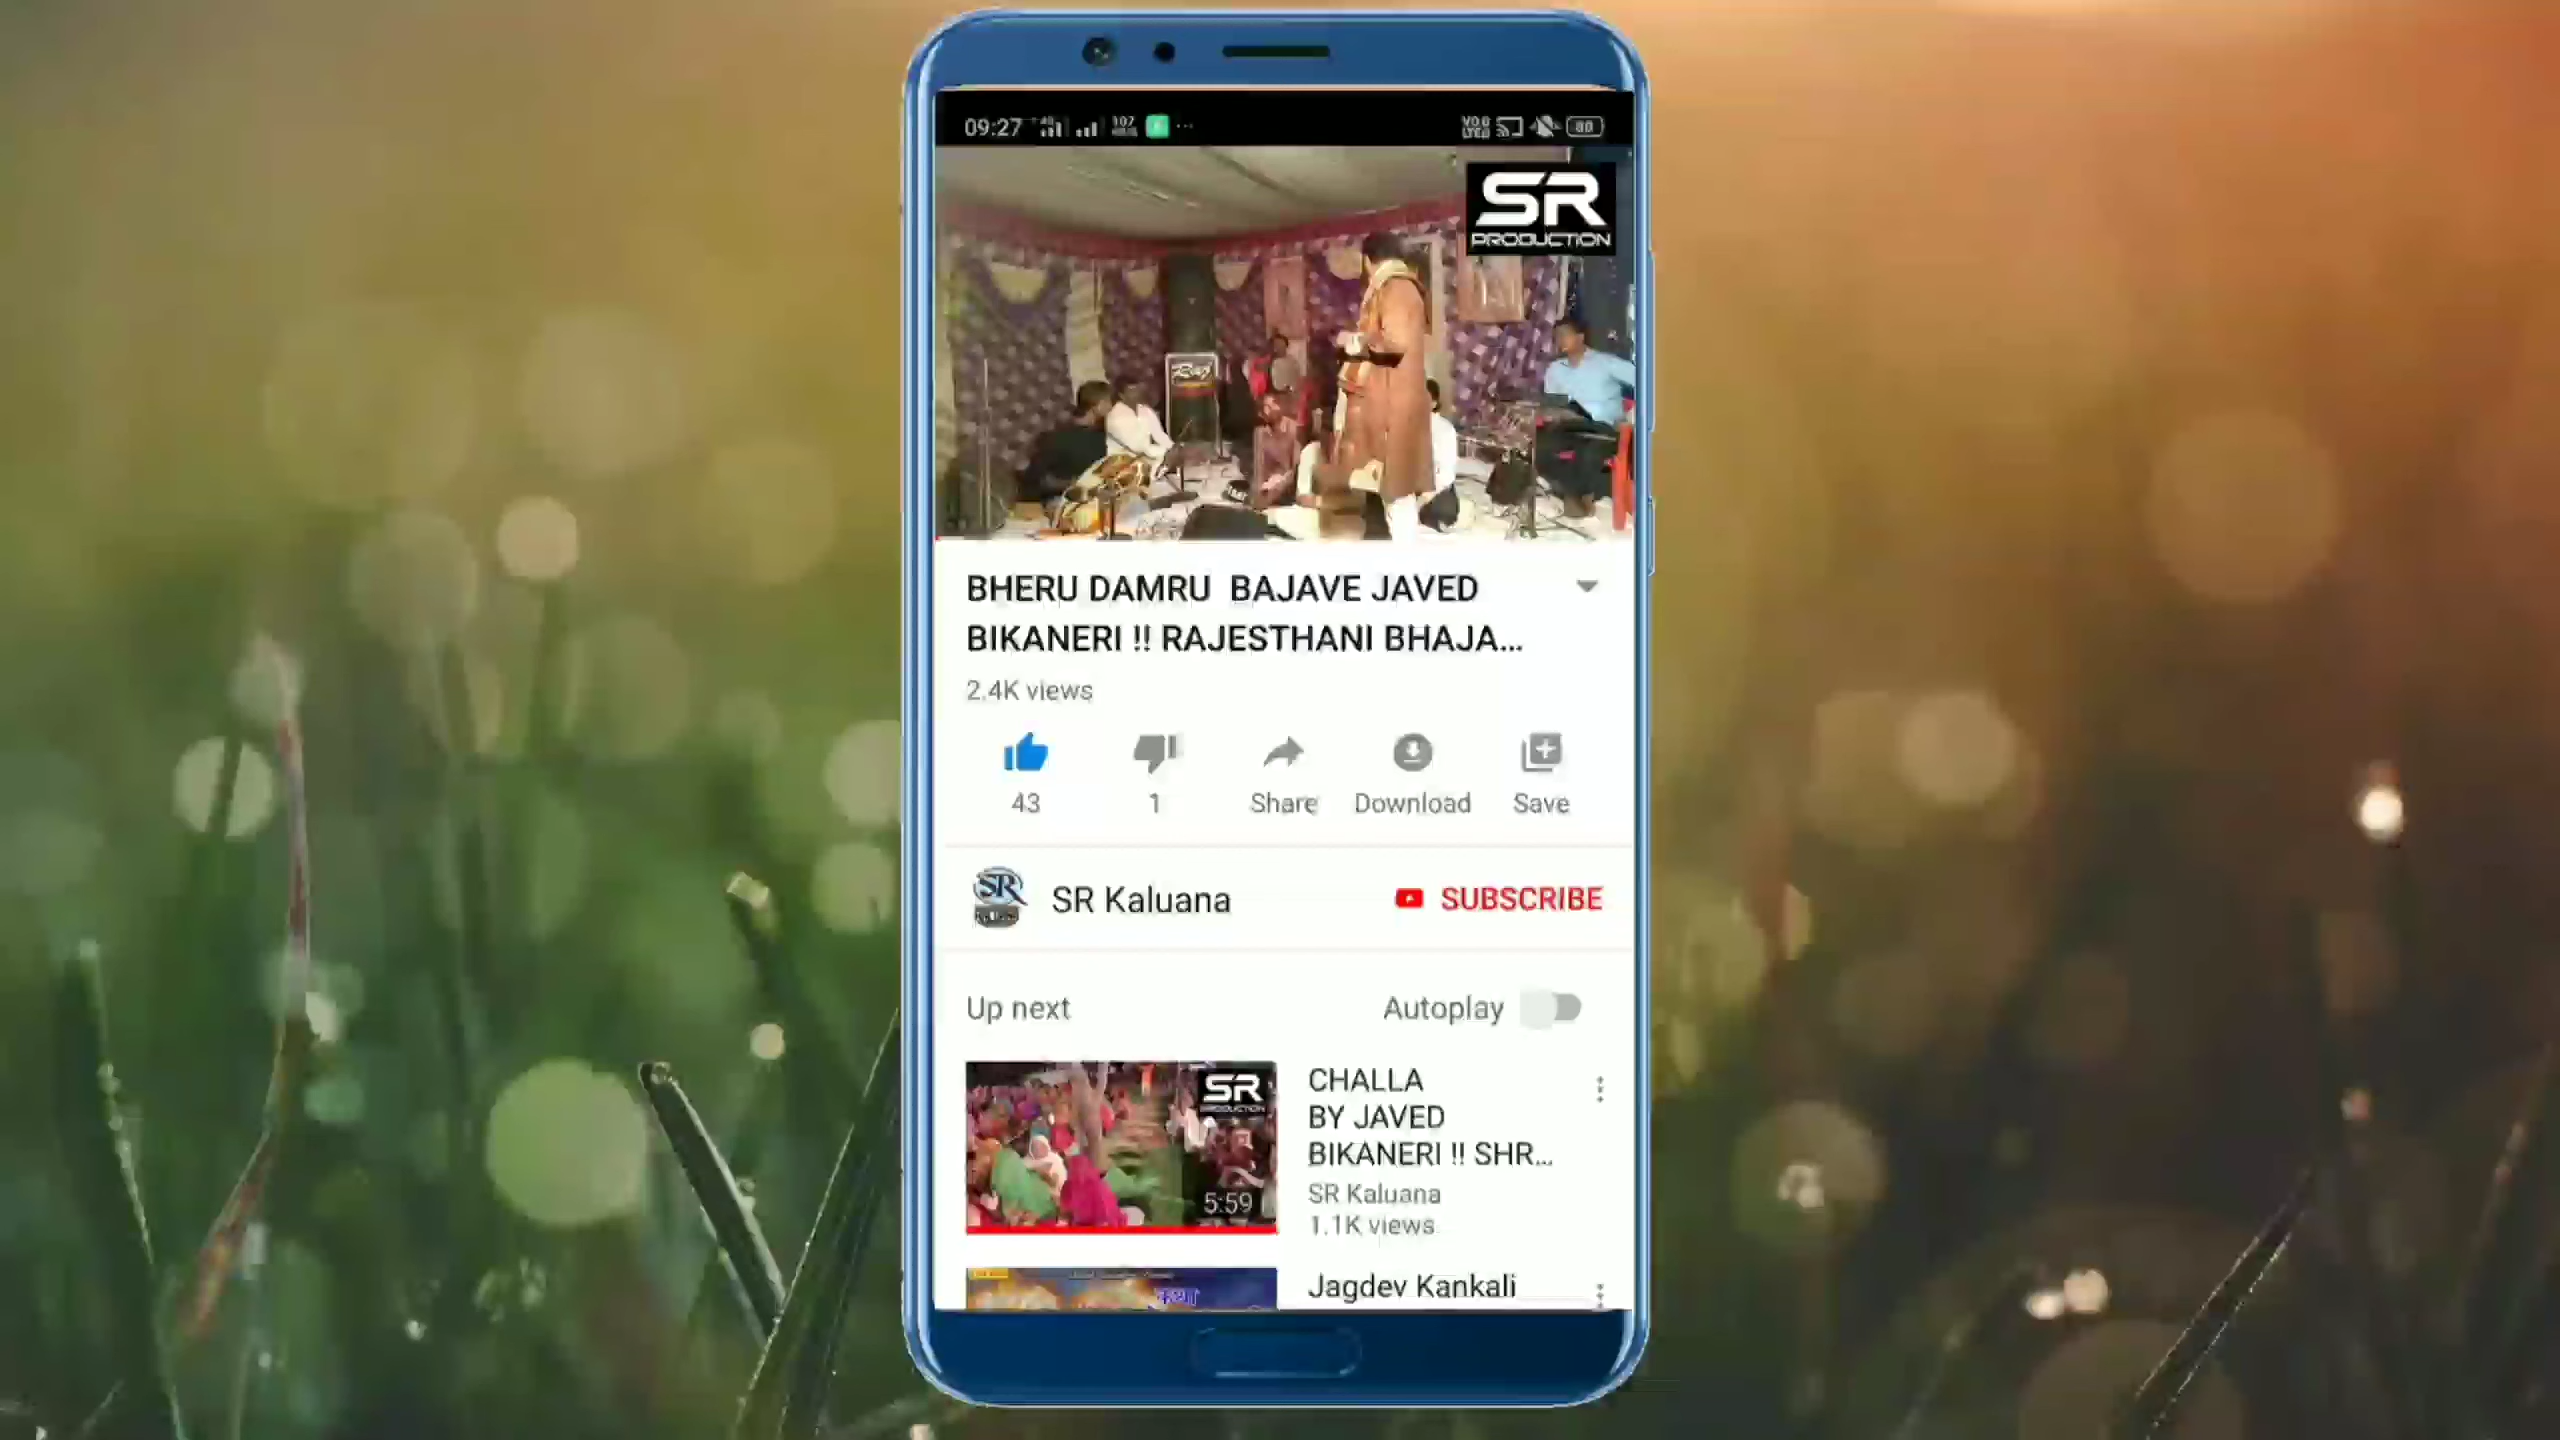 09:27
SR
PRODUCTION
Raj
BHERU DAMRU BAJAVE JAVED
BIKANERI !! RAJESTHANI BHAJA...
2.4K views
43
1
Share
Download
Save
SR
SR Kaluana
SUBSCRIBE
Up next
Autoplay
SR
PRODUCTION
5:59
CHALLA
BY JAVED
BIKANERI !! SHR...
SR Kaluana
1.1K views
Jagdev Kankali